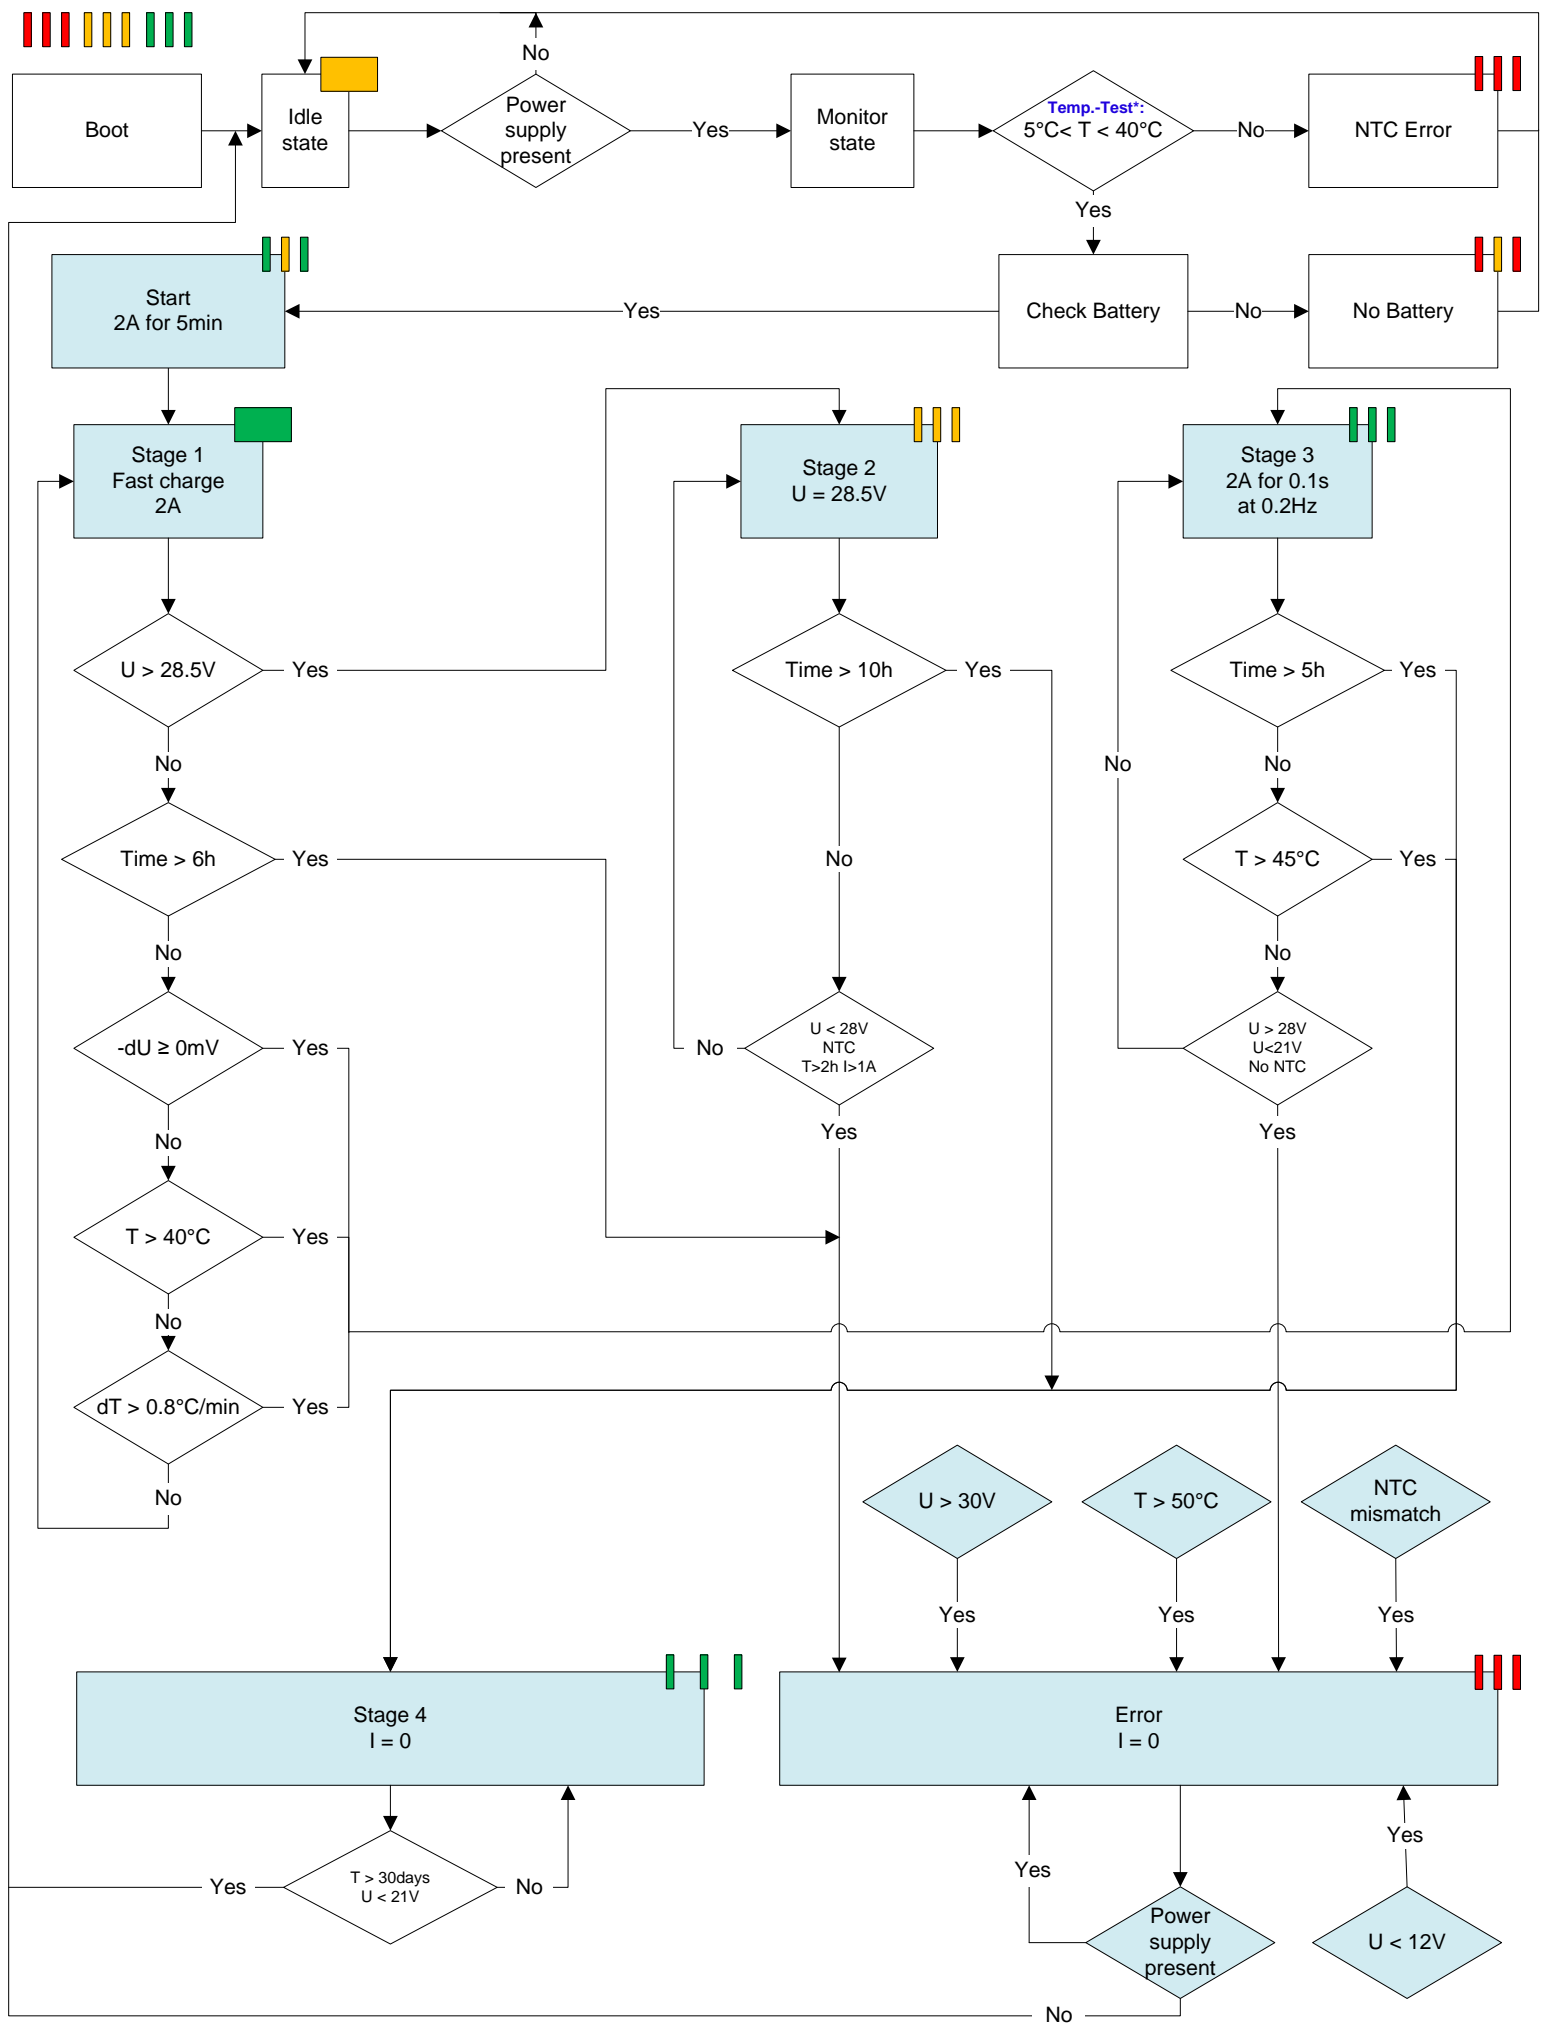 No
Boot
Idle
state
Power
supply
present
Yes
Monitor
state
Temp.-Test*:
5°C< T < 40°C
No
NTC Error
Yes
Start
2A for 5min
Yes
Check Battery
No
No Battery
Stage 1
Fast charge
2A
Stage 2
U = 28.5V
Stage 3
2A for 0.1s
at 0.2Hz
U > 28.5V
Yes
Time > 10h
Yes
Time > 5h
Yes
No
No
No
Time > 6h
Yes
No
T > 45°C
Yes
No
No
-dU ≥ 0mV
Yes
No
U < 28V
NTC
T>2h I>1A
U > 28V
U<21V
No NTC
No
Yes
Yes
T > 40°C
Yes
No
dT > 0.8°C/min
Yes
No
U > 30V
T > 50°C
NTC
mismatch
Yes
Yes
Yes
Stage 4
I = 0
Error
I = 0
T > 30days
U < 21V
Yes
No
Yes
Yes
Power
supply
present
U < 12V
No